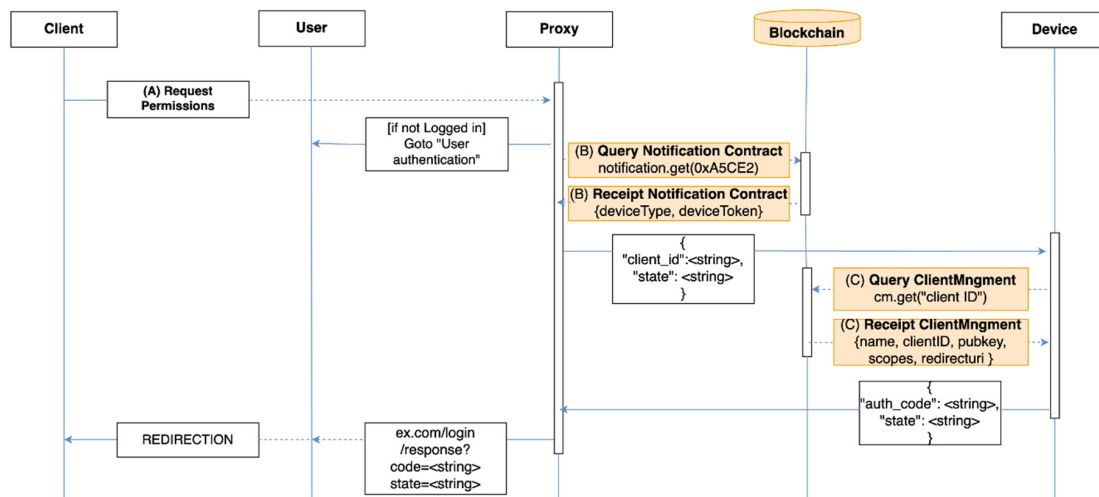 Client
User
Proxy
Blockchain
Device
(A) Request
Permissions
[if not Logged in]
Goto "User
authentication"
(B) Query Notification Contract
notification.get(0xA5CE2)
(B) Receipt Notification Contract
{deviceType, deviceToken}
{
"client_id":<string>,
"state": <string>
}
(C) Query ClientMngment
cm.get("client ID")
(C) Receipt ClientMngment
{name, clientID, pubkey,
scopes, redirecturi }
{
"auth_code": <string>,
"state": <string>
}
REDIRECTION
ex.com/login
/response?
code=<string>
state=<string>